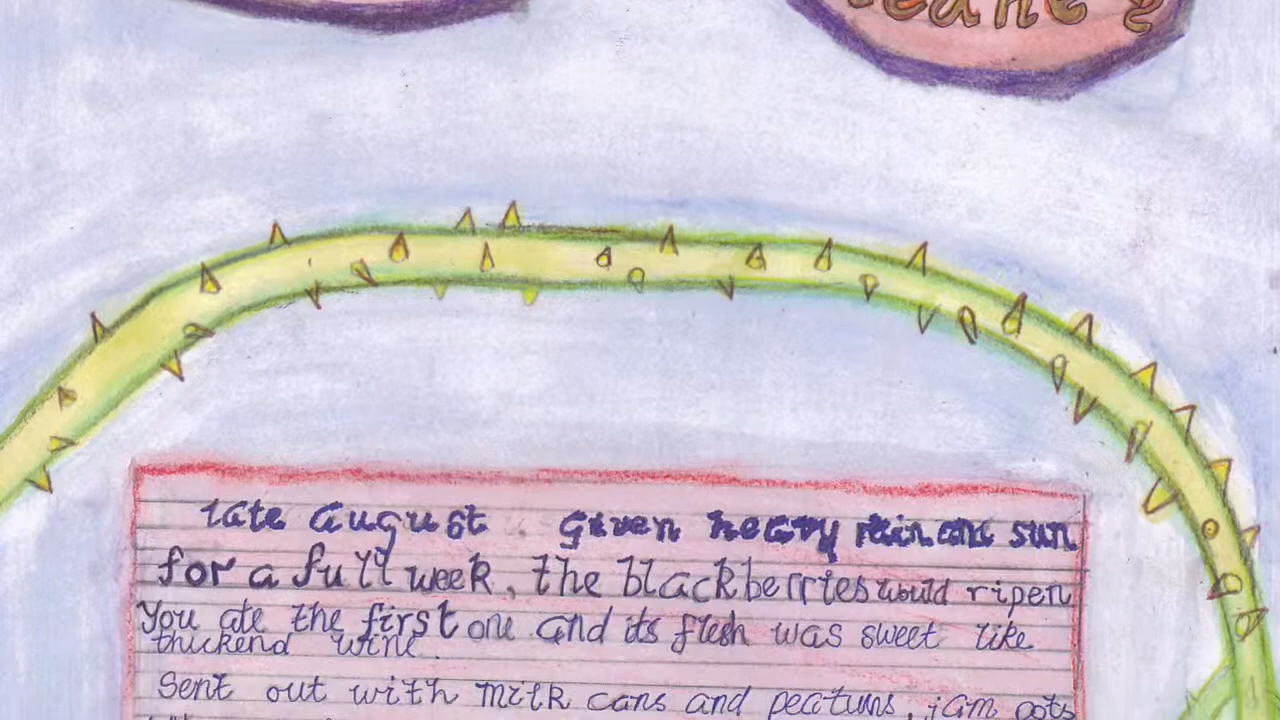 late august . Given heavy rain and sun
for a full week, the blackberries would ripen
You ate the first one and its flesh was sweet like
thickend wine.
Sent out with milk cans and peatuns, jam pots